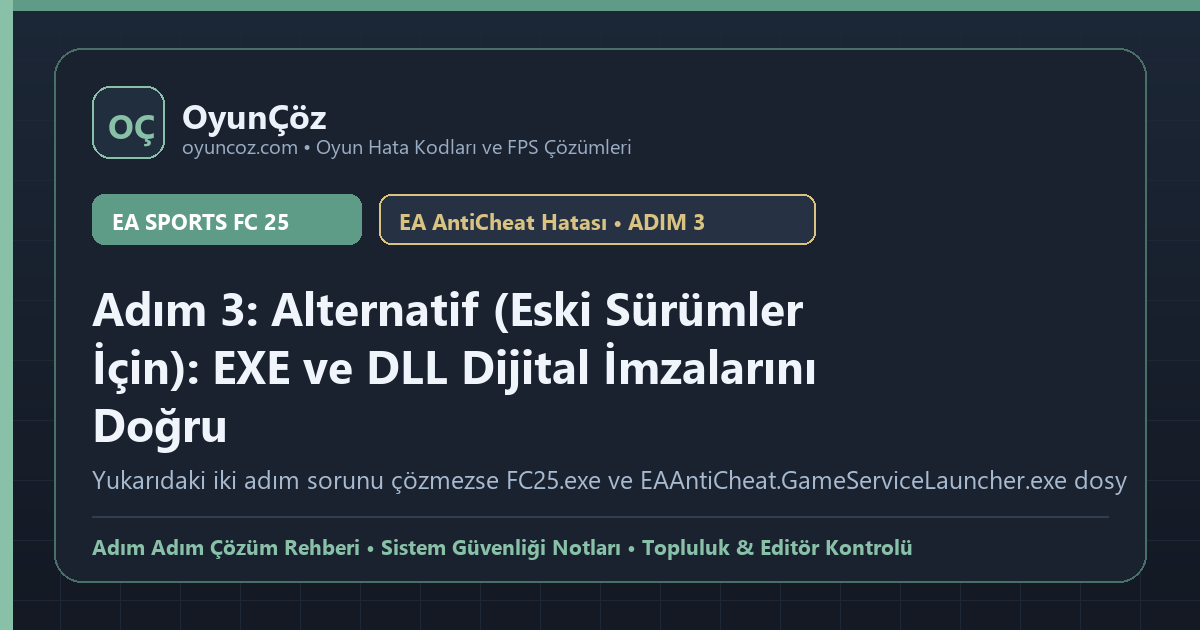 OÇ
OyunÇöz
oyuncoz.com • Oyun Hata Kodları ve FPS Çözümleri
EA SPORTS FC 25
EA AntiCheat Hatası • ADIM 3
Adım 3: Alternatif (Eski Sürümler
İçin): EXE ve DLL Dijital İmzalarını
Doğru
Yukarıdaki iki adım sorunu çözmezse FC25.exe ve EAAntiCheat.GameServiceLauncher.exe dosy
Adım Adım Çözüm Rehberi • Sistem Güvenliği Notları • Topluluk & Editör Kontrolü